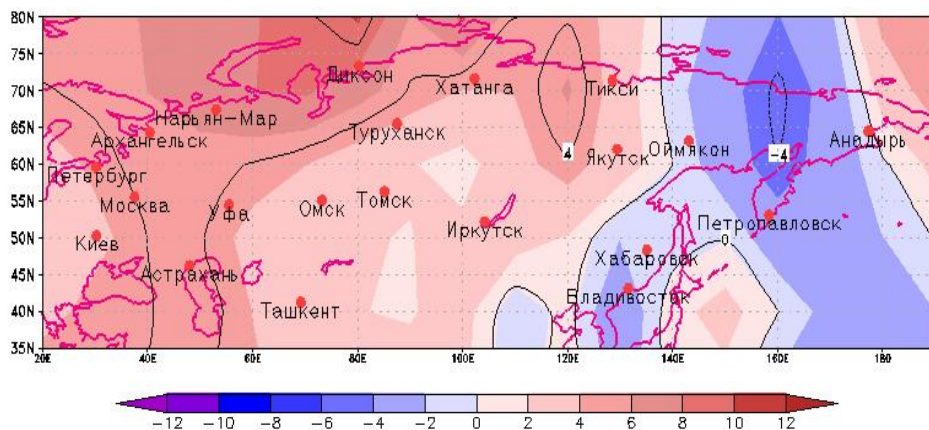 80N
75N
Диксон
70N
Хатанга
Тикси
Нарьян-Мар
65N
Архангельск
Туруханск
Анадырь
4
-4
60N
Якутск
Оймякон
Петербург
55N
Москва
Уфа
Омск
Томск
Петропавловск
50N
Киев
Иркутск
0
Хабаровск
45N
Астрахань
Владивосток
40N
Ташкент
35N
20E 40E 60E 80E 100E 120E 140E 160E 180
-12 -10 -8 -6 -4 -2 0 2 4 6 8 10 12